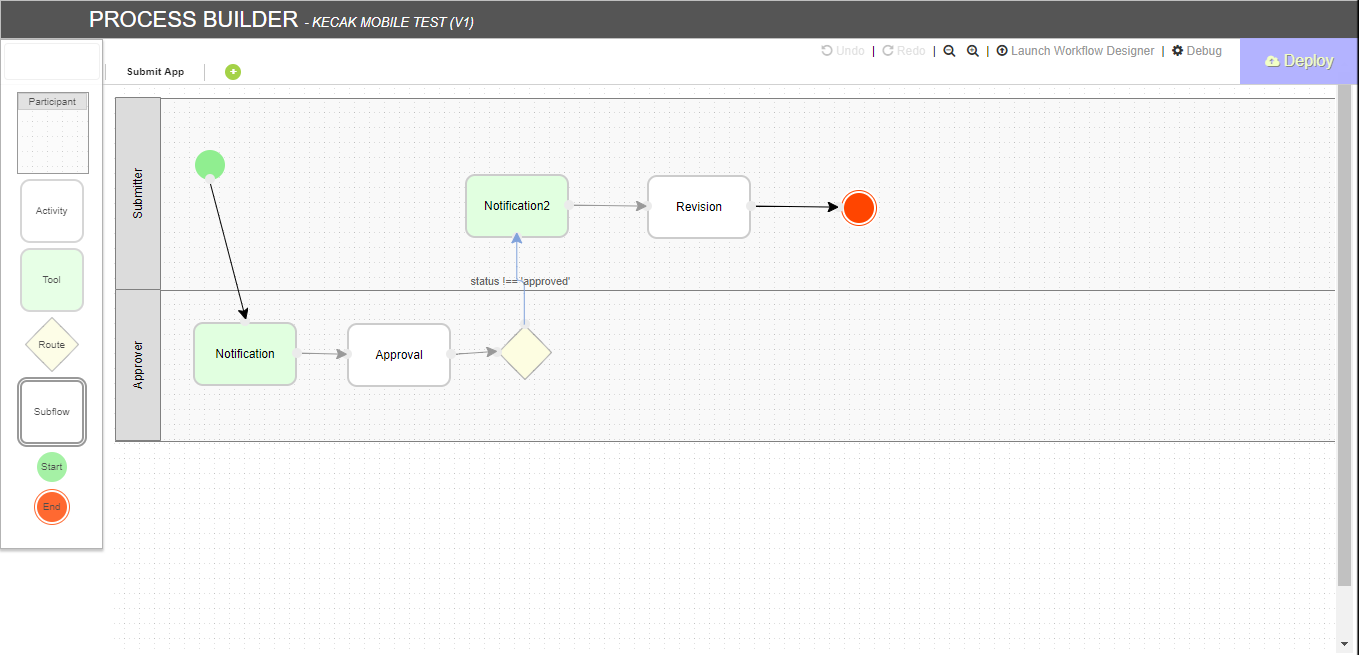 PROCESS BUILDER - KECAK MOBILE TEST (V1)
Undo | Redo | | Launch Workflow Designer | Debug
Deploy
Submit App
Participant
Activity
Tool
Route
Subflow
Start
End
Submitter
Notification2
Revision
status !== 'approved'
Approver
Notification
Approval